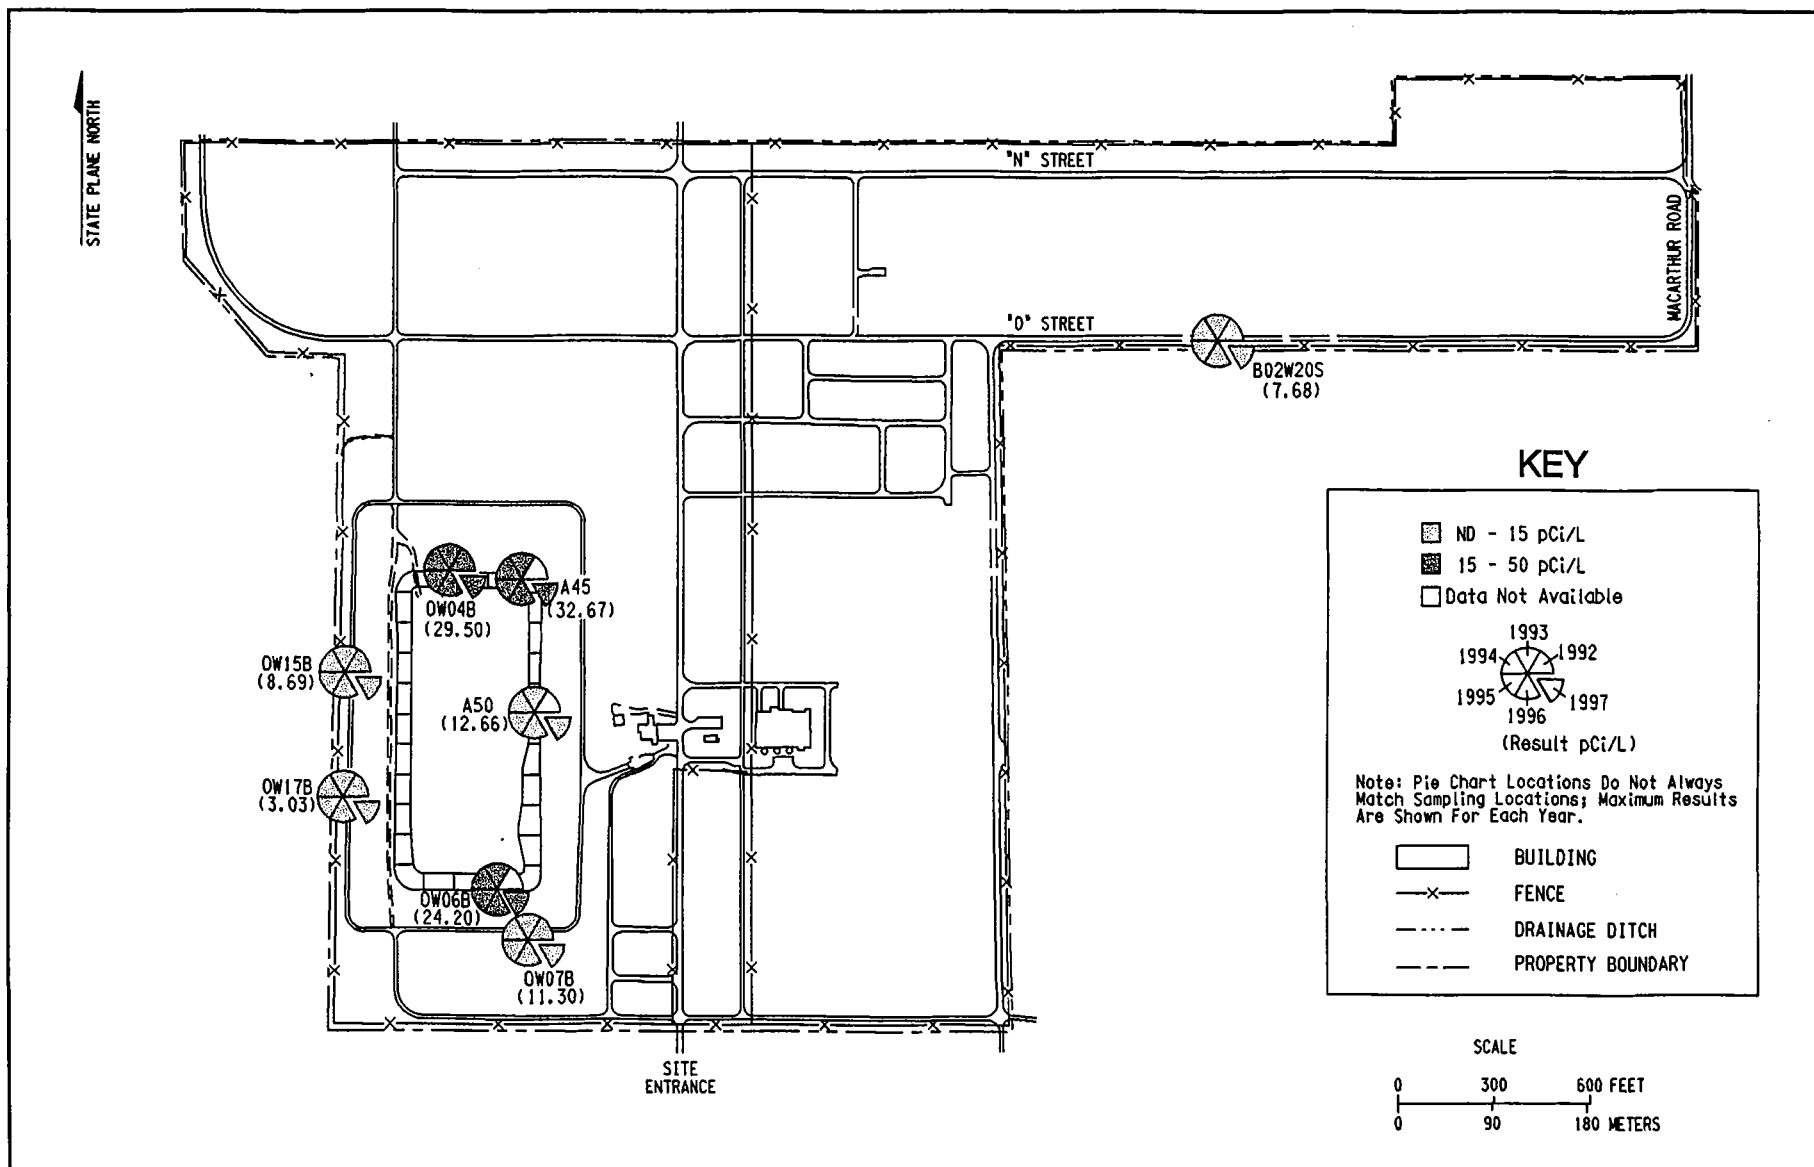 STATE PLANE NORTH
"N" STREET
MACARTHUR ROAD
"O" STREET
B02W20S
(7.68)
KEY
ND - 15 pCi/L
15 - 50 pCi/L
Data Not Available
1993
1994
1992
1995
1997
1996
(Result pCi/L)
Note: Pie Chart Locations Do Not Always
Match Sampling Locations; Maximum Results
Are Shown For Each Year.
BUILDING
FENCE
DRAINAGE DITCH
PROPERTY BOUNDARY
OW04B
(29.50)
A45
(32.67)
OW15B
(8.69)
A50
(12.66)
OW17B
(3.03)
OW06B
(24.20)
OW07B
(11.30)
SITE
ENTRANCE
SCALE
0 300 600 FEET
0 90 180 METERS